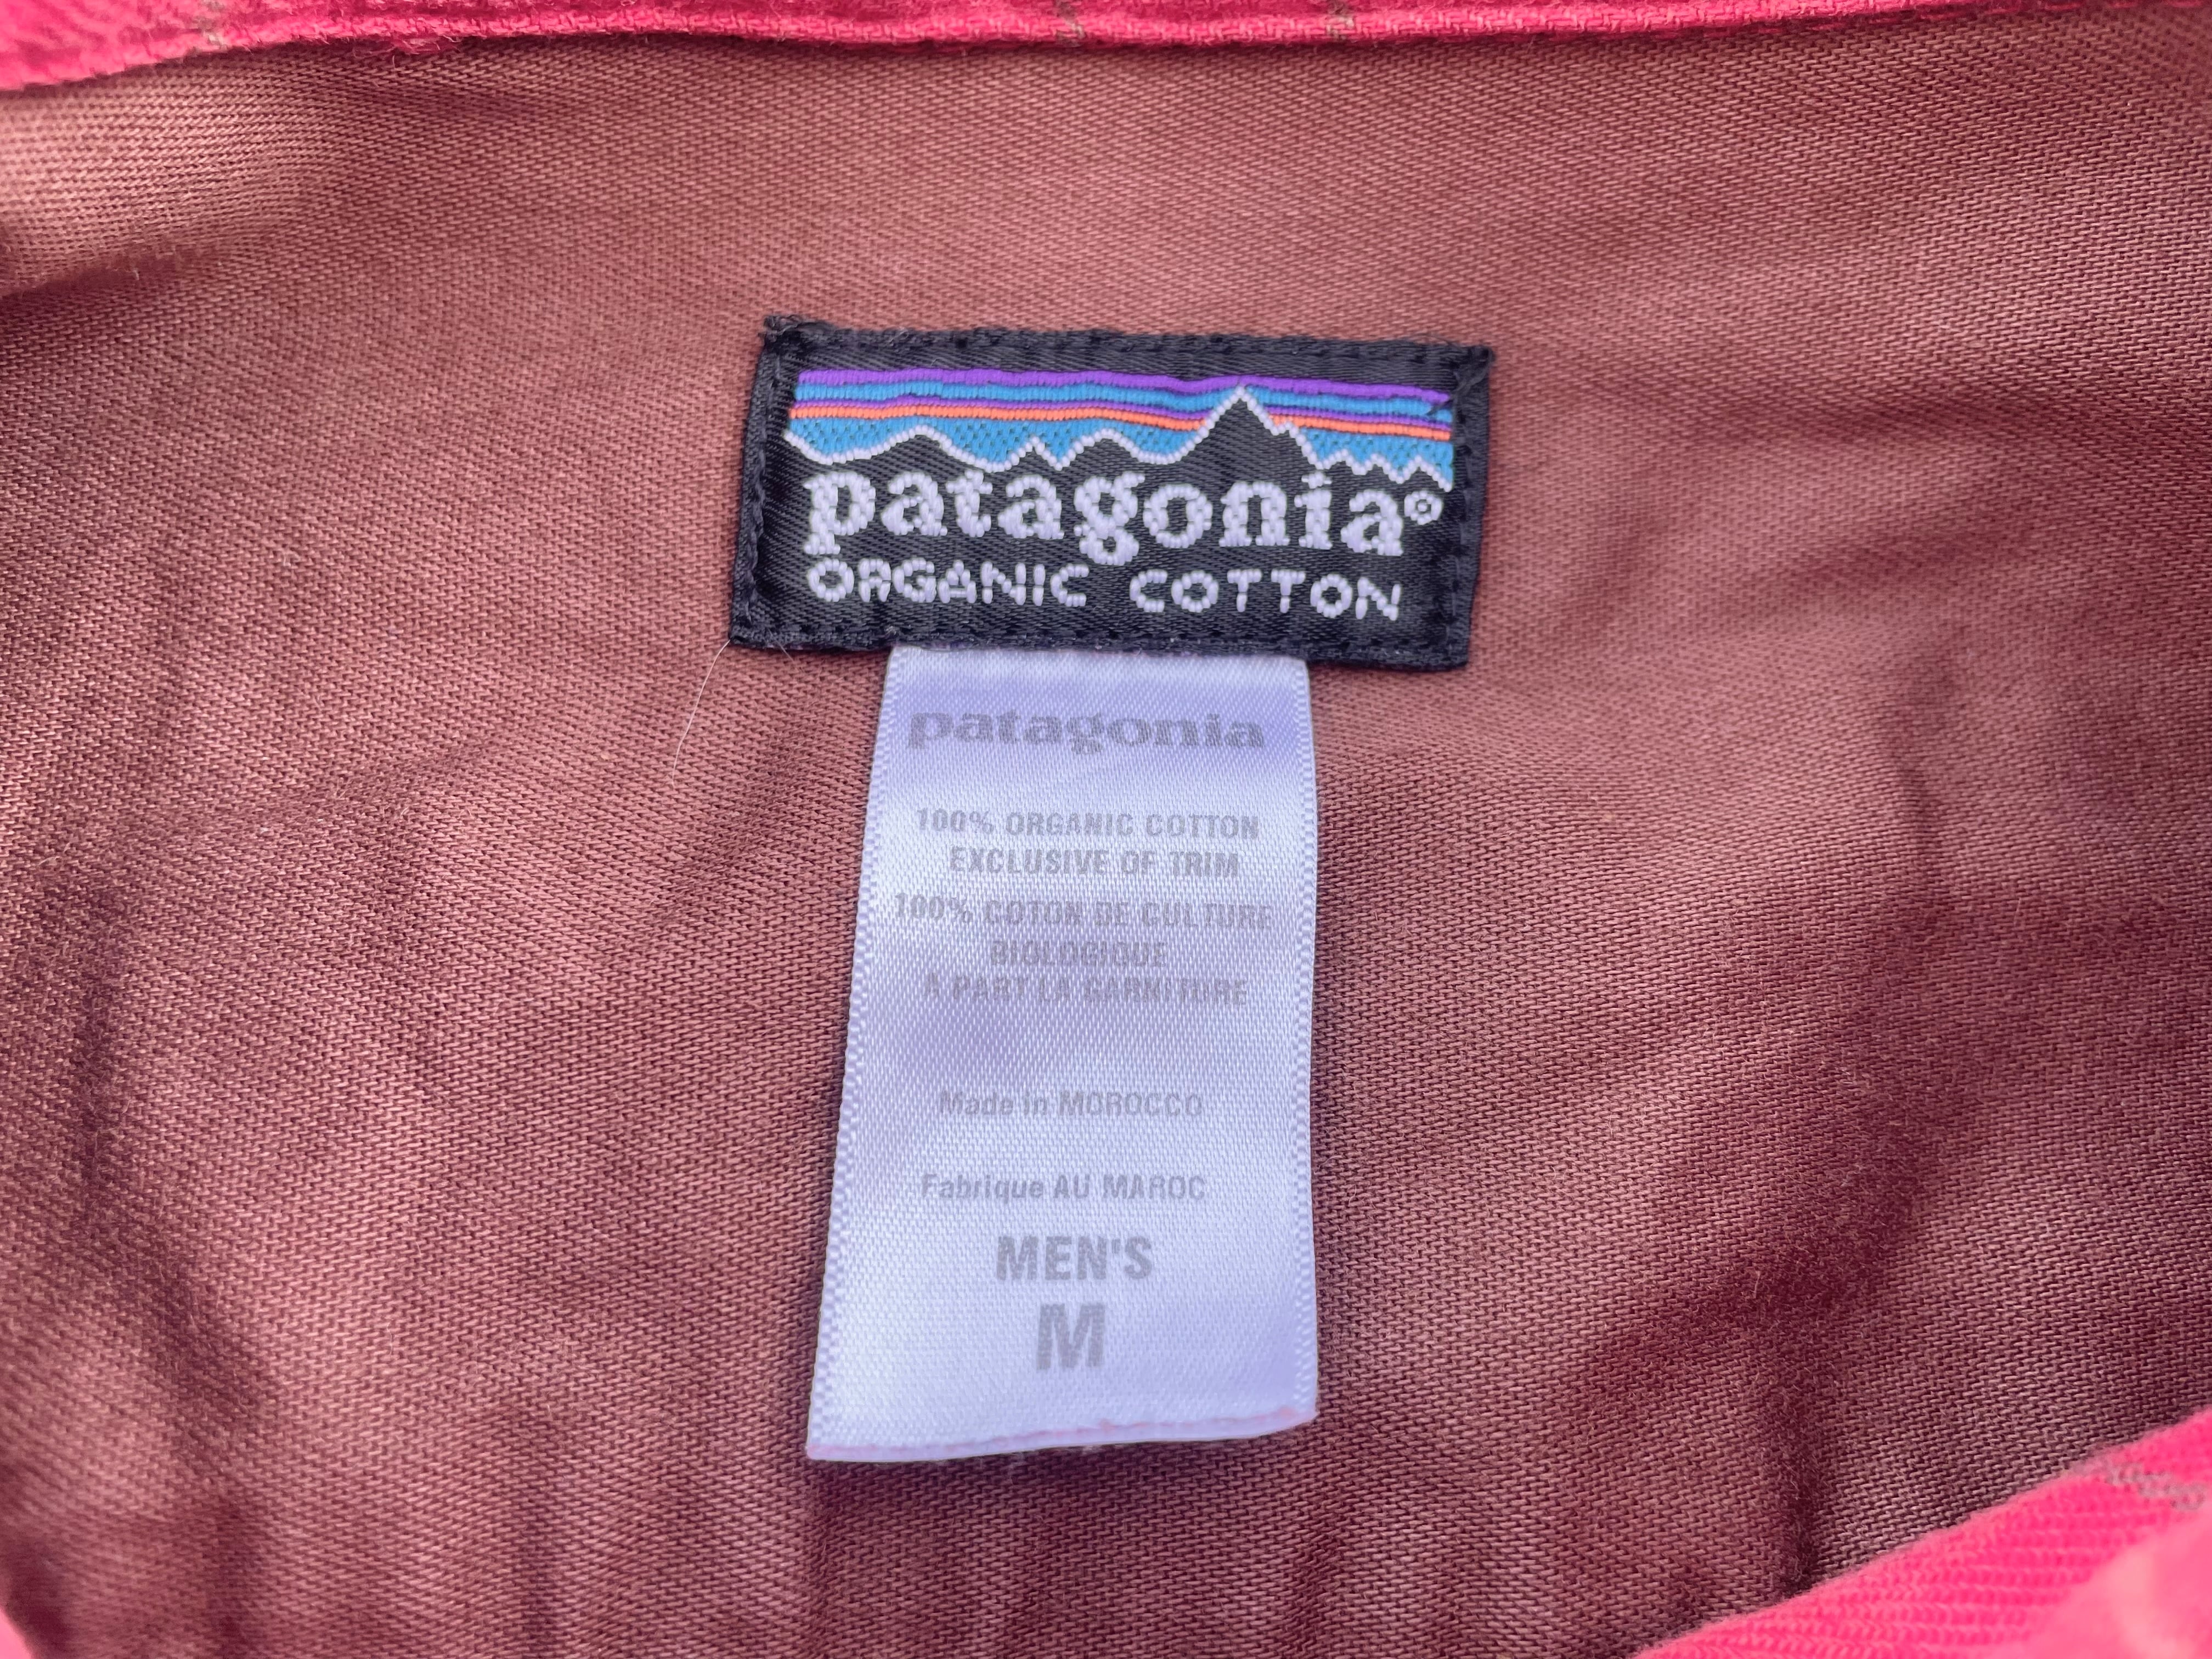 patagonia®
ORGANIC COTTON
patagonia
100% ORGANIC COTTON
EXCLUSIVE OF TRIM
100% COTON DE CULTURE
BIOLOGIQUE
A PART LA GARNITURE
Made in MOROCCO
Fabrique AU MAROC
MEN'S
M